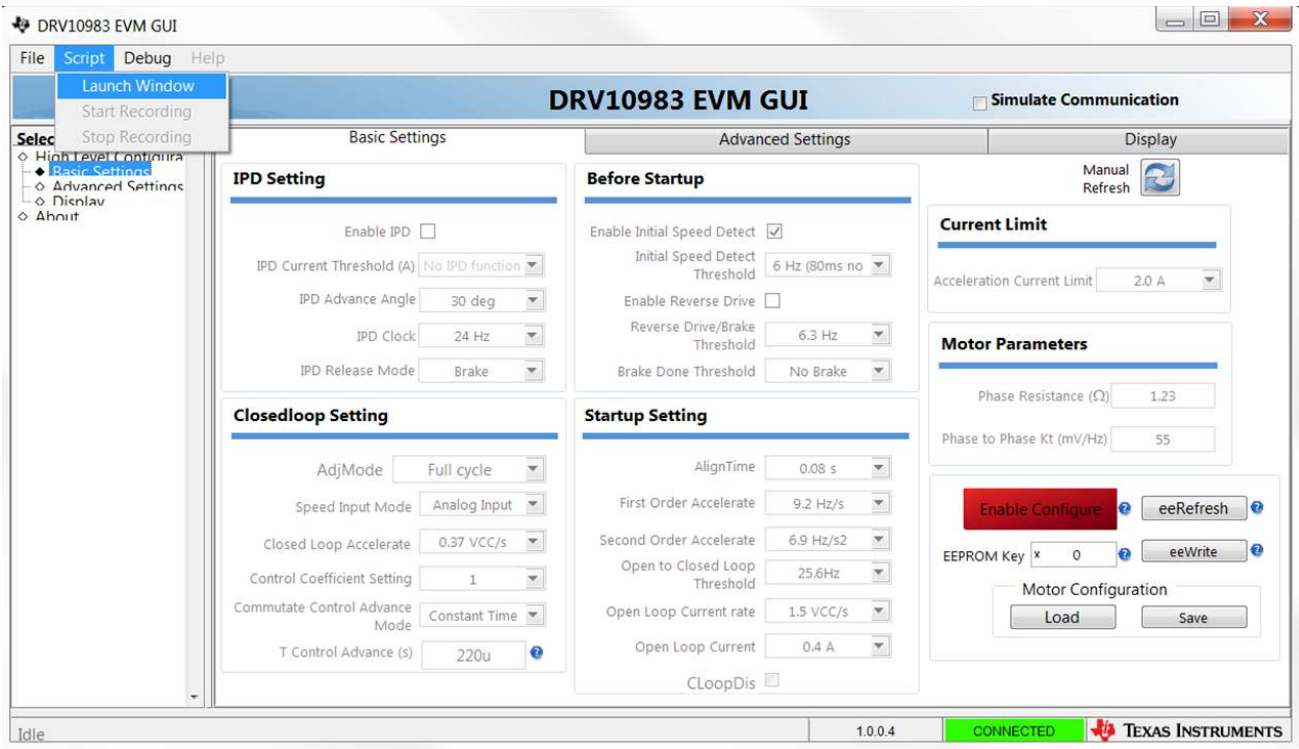 DRV10983 EVM GUI
File Script Debug Help
Launch Window
Start Recording
Stop Recording
DRV10983 EVM GUI
Simulate Communication
Selec
High Level Configura
Basic Settings
Advanced Settings
Display
About
Basic Settings
Advanced Settings
Display
Manual
Refresh
IPD Setting
Enable IPD
IPD Current Threshold (A) No IPD function
IPD Advance Angle 30 deg
IPD Clock 24 Hz
IPD Release Mode Brake
Before Startup
Enable Initial Speed Detect
Initial Speed Detect
Threshold 6 Hz (80ms no
Enable Reverse Drive
Reverse Drive/Brake
Threshold 6.3 Hz
Brake Done Threshold No Brake
Current Limit
Acceleration Current Limit 2.0 A
Motor Parameters
Phase Resistance (Ω) 1.23
Phase to Phase Kt (mV/Hz) 55
Closedloop Setting
AdjMode Full cycle
Speed Input Mode Analog Input
Closed Loop Accelerate 0.37 VCC/s
Control Coefficient Setting 1
Commutate Control Advance
Mode Constant Time
T Control Advance (s) 220u
Startup Setting
AlignTime 0.08 s
First Order Accelerate 9.2 Hz/s
Second Order Accelerate 6.9 Hz/s2
Open to Closed Loop
Threshold 25.6Hz
Open Loop Current rate 1.5 VCC/s
Open Loop Current 0.4 A
CLoopDis
Enable Configure ? eeRefresh ?
EEPROM Key x 0 ? eeWrite ?
Motor Configuration
Load Save
Idle 1.0.0.4 CONNECTED TEXAS INSTRUMENTS